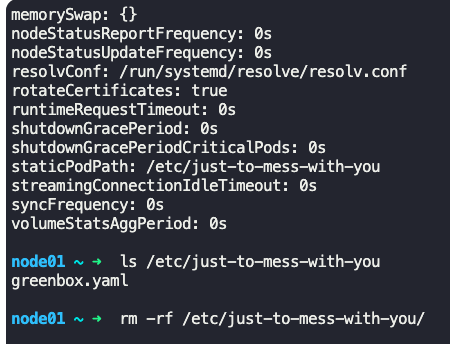 memorySwap: {}
nodeStatusReportFrequency: 0s
nodeStatusUpdateFrequency: 0s
resolvConf: /run/systemd/resolve/resolv.conf
rotateCertificates: true
runtimeRequestTimeout: 0s
shutdownGracePeriod: 0s
shutdownGracePeriodCriticalPods: 0s
staticPodPath: /etc/just-to-mess-with-you
streamingConnectionIdleTimeout: 0s
syncFrequency: 0s
volumeStatsAggPeriod: 0s
node01 ~ ➜  ls /etc/just-to-mess-with-you
greenbox.yaml
node01 ~ ➜  rm -rf /etc/just-to-mess-with-you/